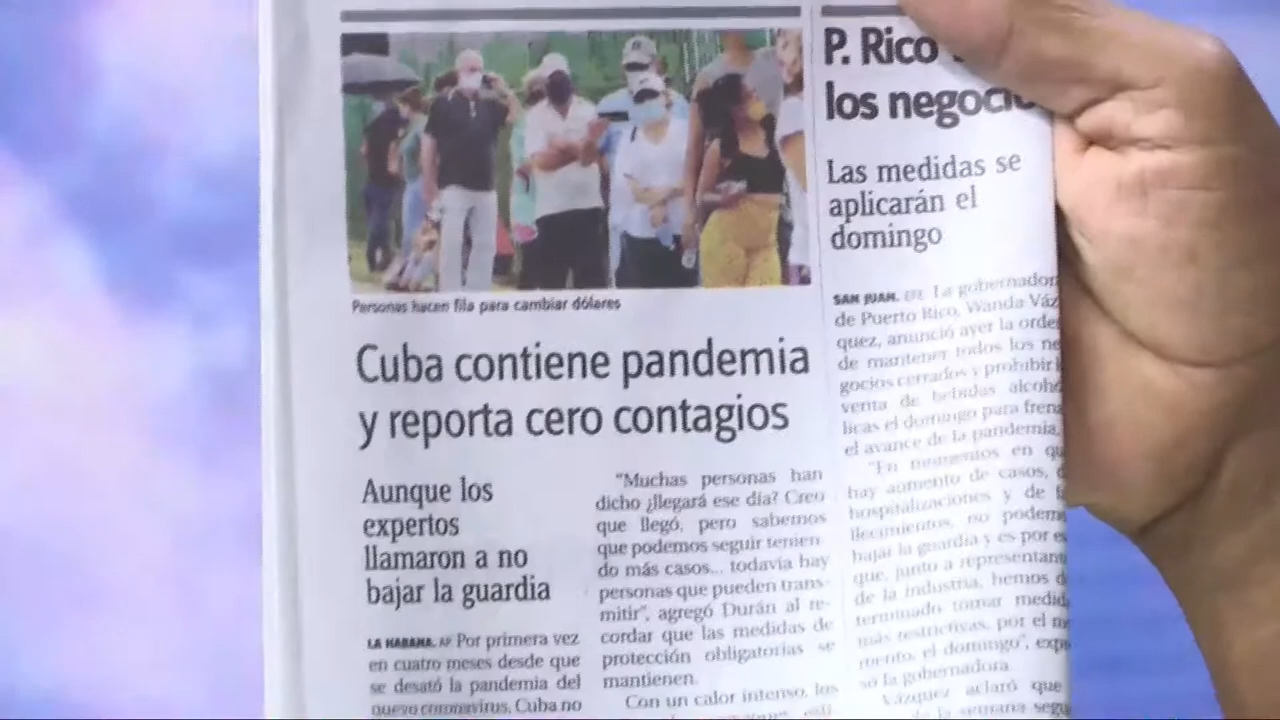 Personas hacen fila para cambiar dólares
Cuba contiene pandemia
y reporta cero contagios
Aunque los
expertos
llamaron a no
bajar la guardia
LA HABANA. AP Por primera vez
en cuatro meses desde que
se desató la pandemia del
nuevo coronavirus, Cuba no
"Muchas personas han
dicho ¿llegará ese día? Creo
que llegó, pero sabemos
que podemos seguir tenien
do más casos... todavía hay
personas que pueden trans-
mitir", agregó Durán al re-
cordar que las medidas de
protección obligatorias se
mantienen.
Con un calor intenso, los
P. Rico
los negocio
Las medidas se
aplicarán el
domingo
SAN JUAN. EFE La gobernador
de Puerto Rico, Wanda Váz
quez, anunció ayer la orde
de mantener todos los ne
gocios cerrados y prohibir l
venta de bebidas alcohó
licas el domingo para frena
el avance de la pandemia,
"En momentos en qu
hay aumento de casos, d
hospitalizaciones y de f
llecimientos, no podem
bajar la guardia y es por e
que, junto a representant
de la industria, hemos d
terminado tomar medid
más restrictivas, por el m
mento, el domingo", exp
so la gobernadora.
Vázquez aclaró que
la semana segu